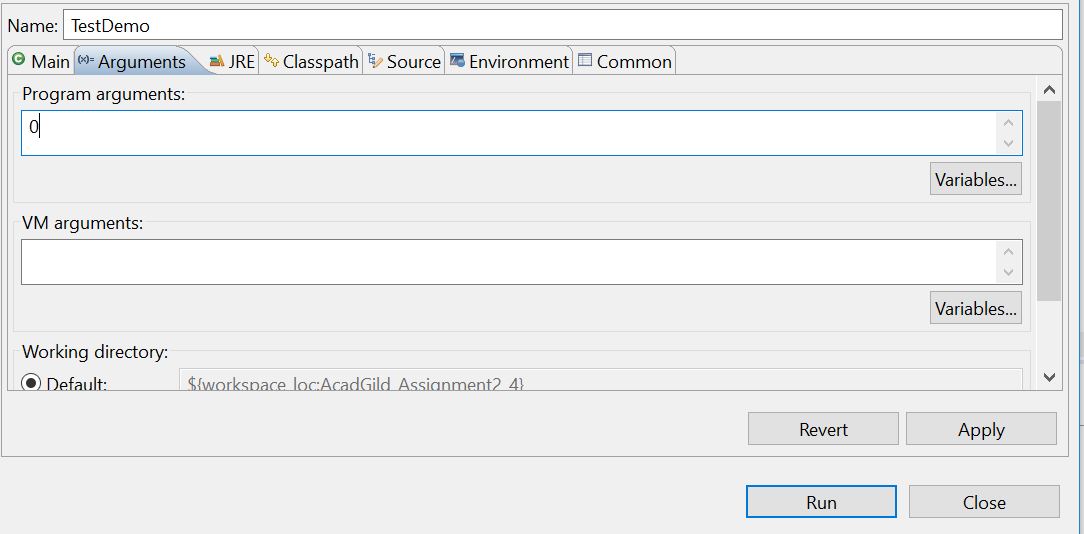 Name: TestDemo
Main (x)= Arguments JRE Classpath Source Environment Common
Program arguments:
0
Variables...
VM arguments:
Variables...
Working directory:
Default: ${workspace_loc:AcadGild_Assignment2_4}
Revert Apply
Run Close